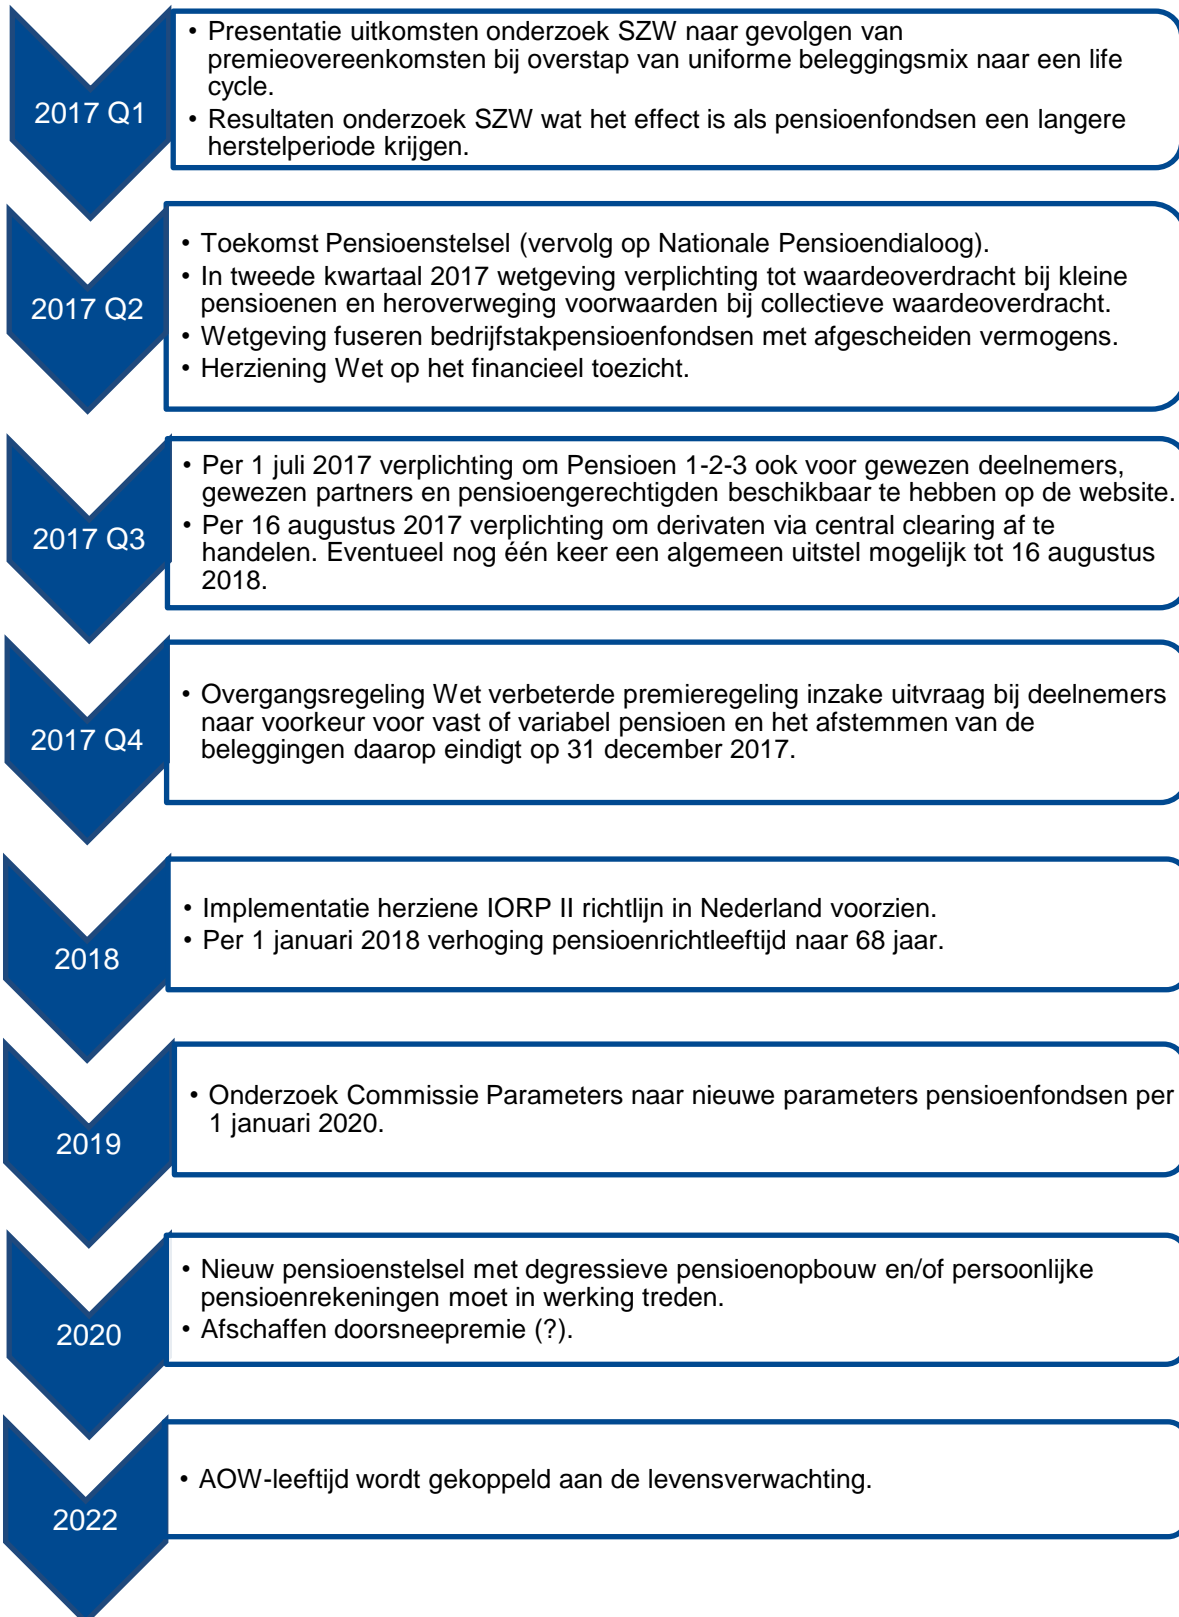 2017 Q1
• Presentatie uitkomsten onderzoek SZW naar gevolgen van
premieovereenkomsten bij overstap van uniforme beleggingsmix naar een life
cycle.
• Resultaten onderzoek SZW wat het effect is als pensioenfondsen een langere
herstelperiode krijgen.
2017 Q2
• Toekomst Pensioenstelsel (vervolg op Nationale Pensioendialoog).
• In tweede kwartaal 2017 wetgeving verplichting tot waardeoverdracht bij kleine
pensioenen en heroverweging voorwaarden bij collectieve waardeoverdracht.
• Wetgeving fuseren bedrijfstakpensioenfondsen met afgescheiden vermogens.
• Herziening Wet op het financieel toezicht.
2017 Q3
• Per 1 juli 2017 verplichting om Pensioen 1-2-3 ook voor gewezen deelnemers,
gewezen partners en pensioengerechtigden beschikbaar te hebben op de website.
• Per 16 augustus 2017 verplichting om derivaten via central clearing af te
handelen. Eventueel nog één keer een algemeen uitstel mogelijk tot 16 augustus
2018.
2017 Q4
• Overgangsregeling Wet verbeterde premieregeling inzake uitvraag bij deelnemers
naar voorkeur voor vast of variabel pensioen en het afstemmen van de
beleggingen daarop eindigt op 31 december 2017.
2018
• Implementatie herziene IORP II richtlijn in Nederland voorzien.
• Per 1 januari 2018 verhoging pensioenrichtleeftijd naar 68 jaar.
2019
• Onderzoek Commissie Parameters naar nieuwe parameters pensioenfondsen per
1 januari 2020.
2020
• Nieuw pensioenstelsel met degressieve pensioenopbouw en/of persoonlijke
pensioenrekeningen moet in werking treden.
• Afschaffen doorsneepremie (?).
2022
• AOW-leeftijd wordt gekoppeld aan de levensverwachting.